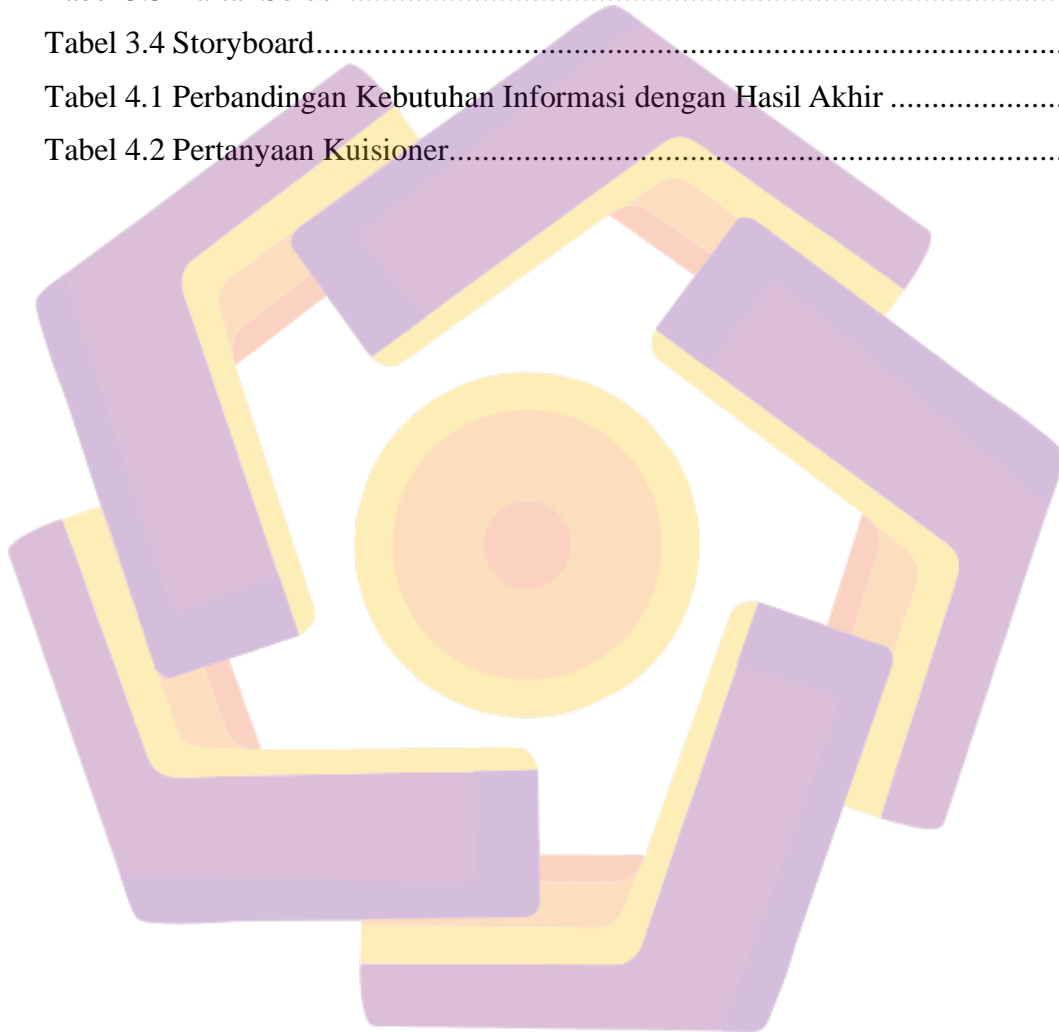 Tabel 3.4 Storyboard..........................................................................................
Tabel 4.1 Perbandingan Kebutuhan Informasi dengan Hasil Akhir ......................
Tabel 4.2 Pertanyaan Kuisioner.....................................................................